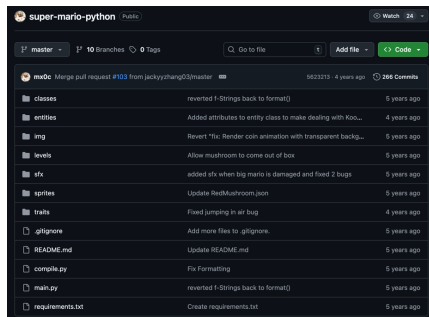 super-mario-python Public Watch 24
master 10 Branches 0 Tags Go to file t Add file Code
mx0c Merge pull request #103 from jackyyzhang03/master 5623213 · 4 years ago 266 Commits
classes reverted f-Strings back to format() 5 years ago
entities Added attributes to entity class to make dealing with Koo... 4 years ago
img Revert "fix: Render coin animation with transparent backg... 5 years ago
levels Allow mushroom to come out of box 5 years ago
sfx added sfx when big mario is damaged and fixed 2 bugs 5 years ago
sprites Update RedMushroom.json 5 years ago
traits Fixed jumping in air bug 4 years ago
.gitignore Add more files to .gitignore. 5 years ago
README.md Update README.md 5 years ago
compile.py Fix Formatting 5 years ago
main.py reverted f-Strings back to format() 5 years ago
requirements.txt Create requirements.txt 5 years ago